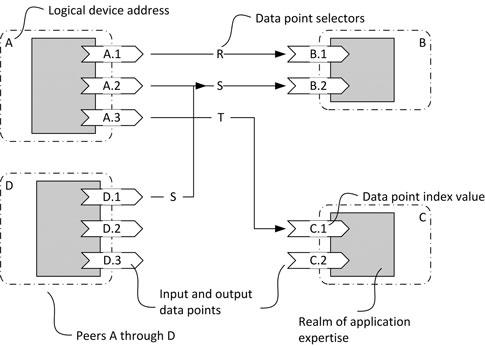 Logical device address
Data point selectors
A
B
A.1
R
B.1
A.2
S
B.2
A.3
T
D
D.1
S
Data point index value
C
D.2
C.1
D.3
C.2
Input and output
data points
Realm of application
expertise
Peers A through D